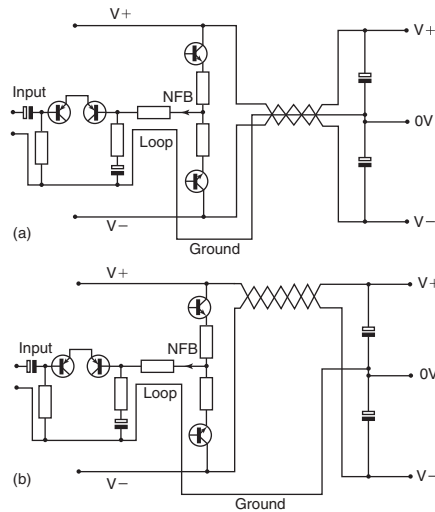 V+
V+
Input
NFB
0V
Loop
V−
V−
(a)
Ground
V+
V+
NFB
Input
0V
Loop
V−
V−
(b)
Ground